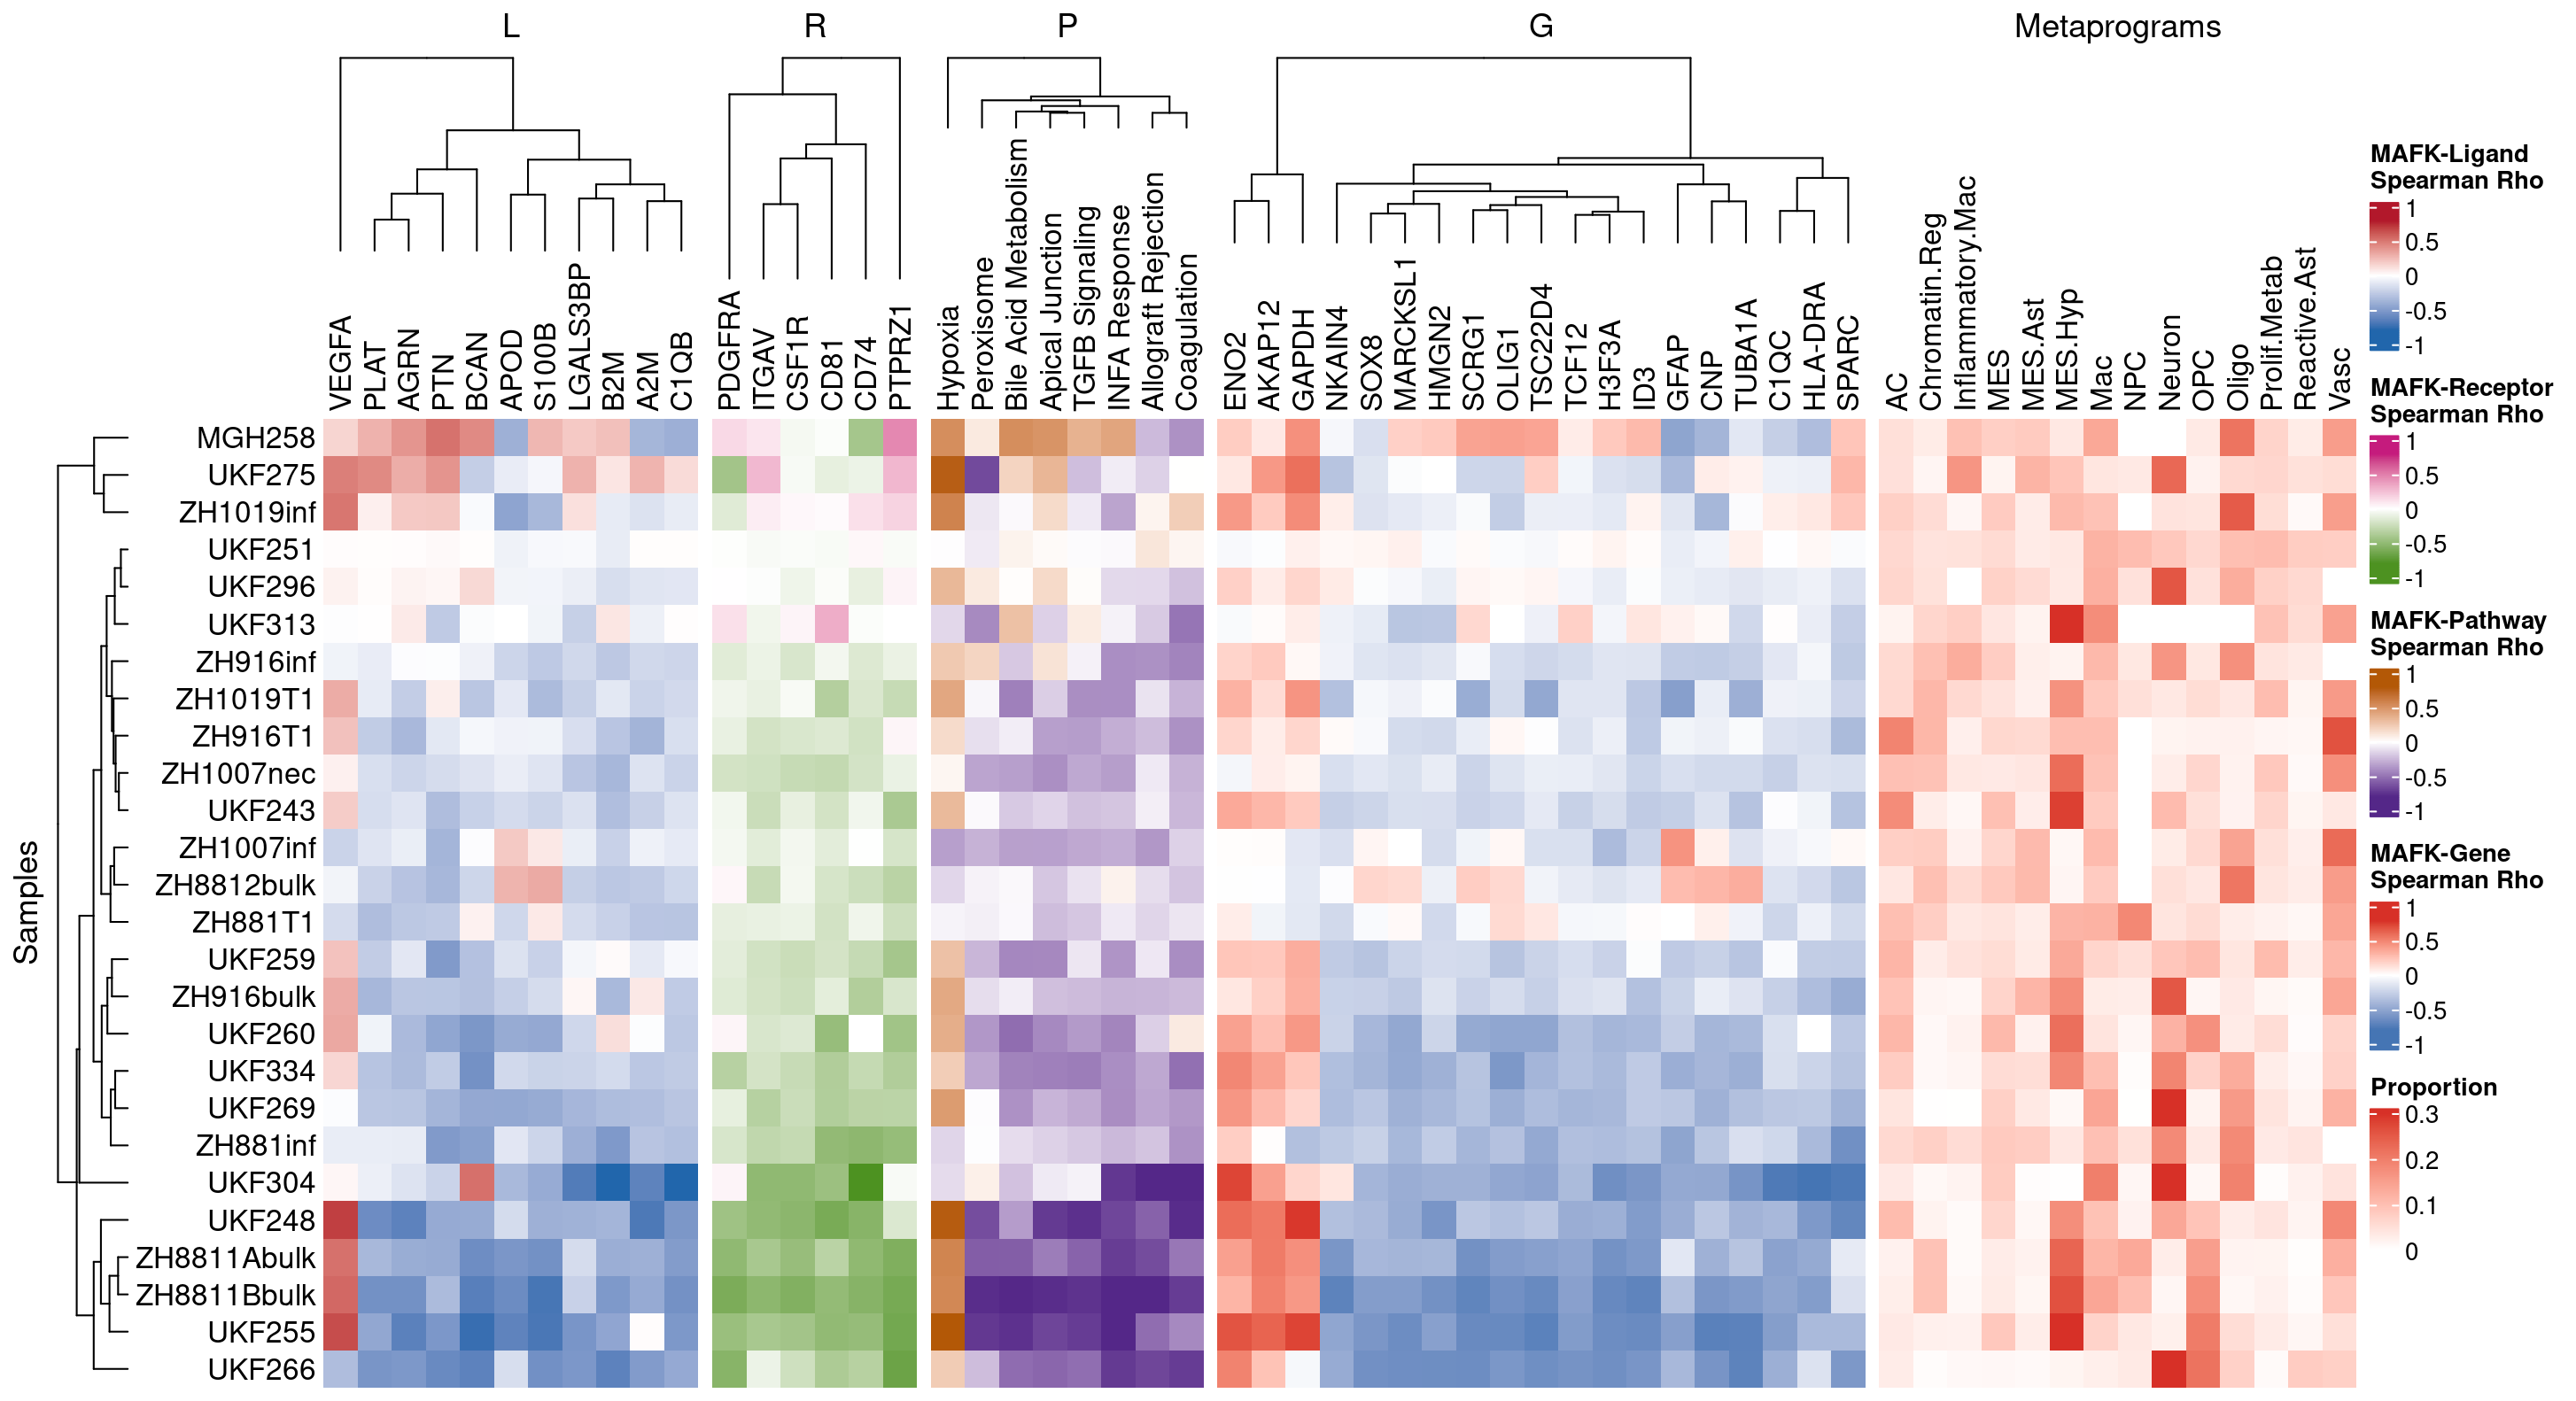 L
R
P
G
Metaprograms
VEGFA
PLAT
AGRN
PTN
BCAN
APOD
S100B
LGALS3BP
B2M
A2M
C1QB
PDGFRA
ITGAV
CSF1R
CD81
CD74
PTPRZ1
Hypoxia
Peroxisome
Bile Acid Metabolism
Apical Junction
TGFB Signaling
INFA Response
Allograft Rejection
Coagulation
ENO2
AKAP12
GAPDH
NKAIN4
SOX8
MARCKSL1
HMGN2
SCRG1
OLIG1
TSC22D4
TCF12
H3F3A
ID3
GFAP
CNP
TUBA1A
C1QC
HLA-DRA
SPARC
AC
Chromatin.Reg
Inflammatory.Mac
MES
MES.Ast
MES.Hyp
Mac
NPC
Neuron
OPC
Oligo
Prolif.Metab
Reactive.Ast
Vasc
Samples
MGH258
UKF275
ZH1019inf
UKF251
UKF296
UKF313
ZH916inf
ZH1019T1
ZH916T1
ZH1007nec
UKF243
ZH1007inf
ZH8812bulk
ZH881T1
UKF259
ZH916bulk
UKF260
UKF334
UKF269
ZH881inf
UKF304
UKF248
ZH8811Abulk
ZH8811Bbulk
UKF255
UKF266
MAFK-Ligand
Spearman Rho
1
0.5
0
-0.5
-1
MAFK-Receptor
Spearman Rho
1
0.5
0
-0.5
-1
MAFK-Pathway
Spearman Rho
1
0.5
0
-0.5
-1
MAFK-Gene
Spearman Rho
1
0.5
0
-0.5
-1
Proportion
0.3
0.2
0.1
0